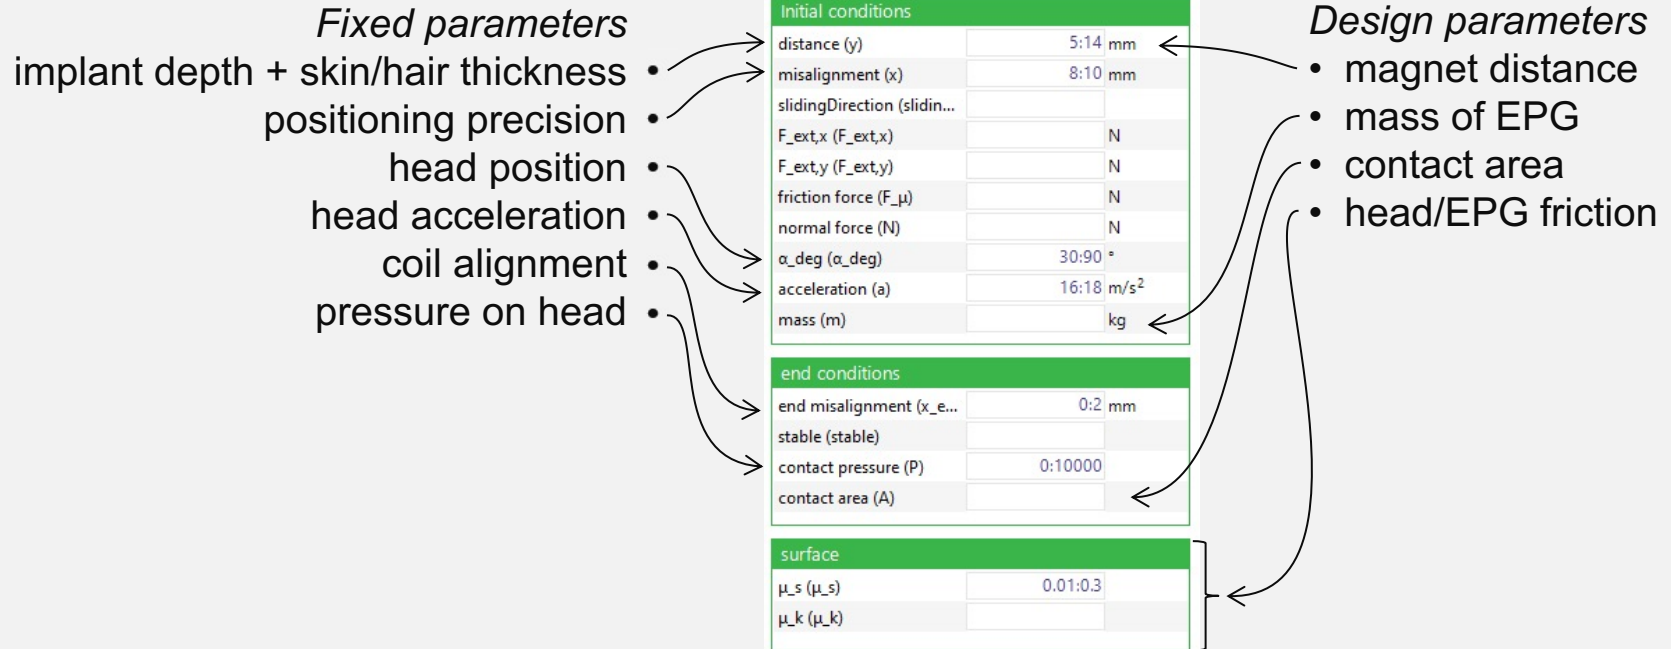 Fixed parameters
• implant depth + skin/hair thickness
• positioning precision
• head position
• head acceleration
• coil alignment
• pressure on head
Initial conditions
distance (y) 5:14 mm
misalignment (x) 8:10 mm
slidingDirection (slidin...
F_ext,x (F_ext,x) N
F_ext,y (F_ext,y) N
friction force (F_μ) N
normal force (N) N
α_deg (α_deg) 30:90 °
acceleration (a) 16:18 m/s²
mass (m) kg
end conditions
end misalignment (x_e... 0:2 mm
stable (stable)
contact pressure (P) 0:10000
contact area (A)
surface
μ_s (μ_s) 0.01:0.3
μ_k (μ_k)
Design parameters
• magnet distance
• mass of EPG
• contact area
• head/EPG friction